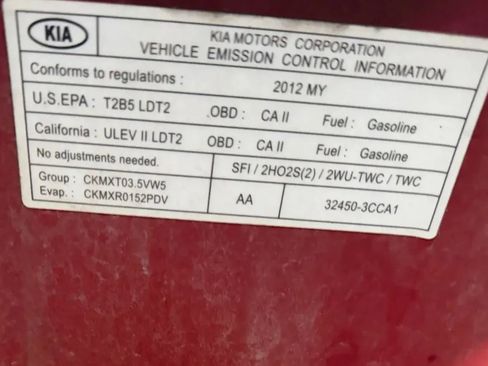 KIA
KIA MOTORS CORPORATION
VEHICLE EMISSION CONTROL INFORMATION
Conforms to regulations : 2012 MY
U.S.EPA : T2B5 LDT2 OBD : CA II Fuel : Gasoline
California : ULEV II LDT2 OBD : CA II Fuel : Gasoline
No adjustments needed. SFI / 2HO2S(2) / 2WU-TWC / TWC
Group : CKMXT03.5VW5
Evap. : CKMXR0152PDV AA 32450-3CCA1